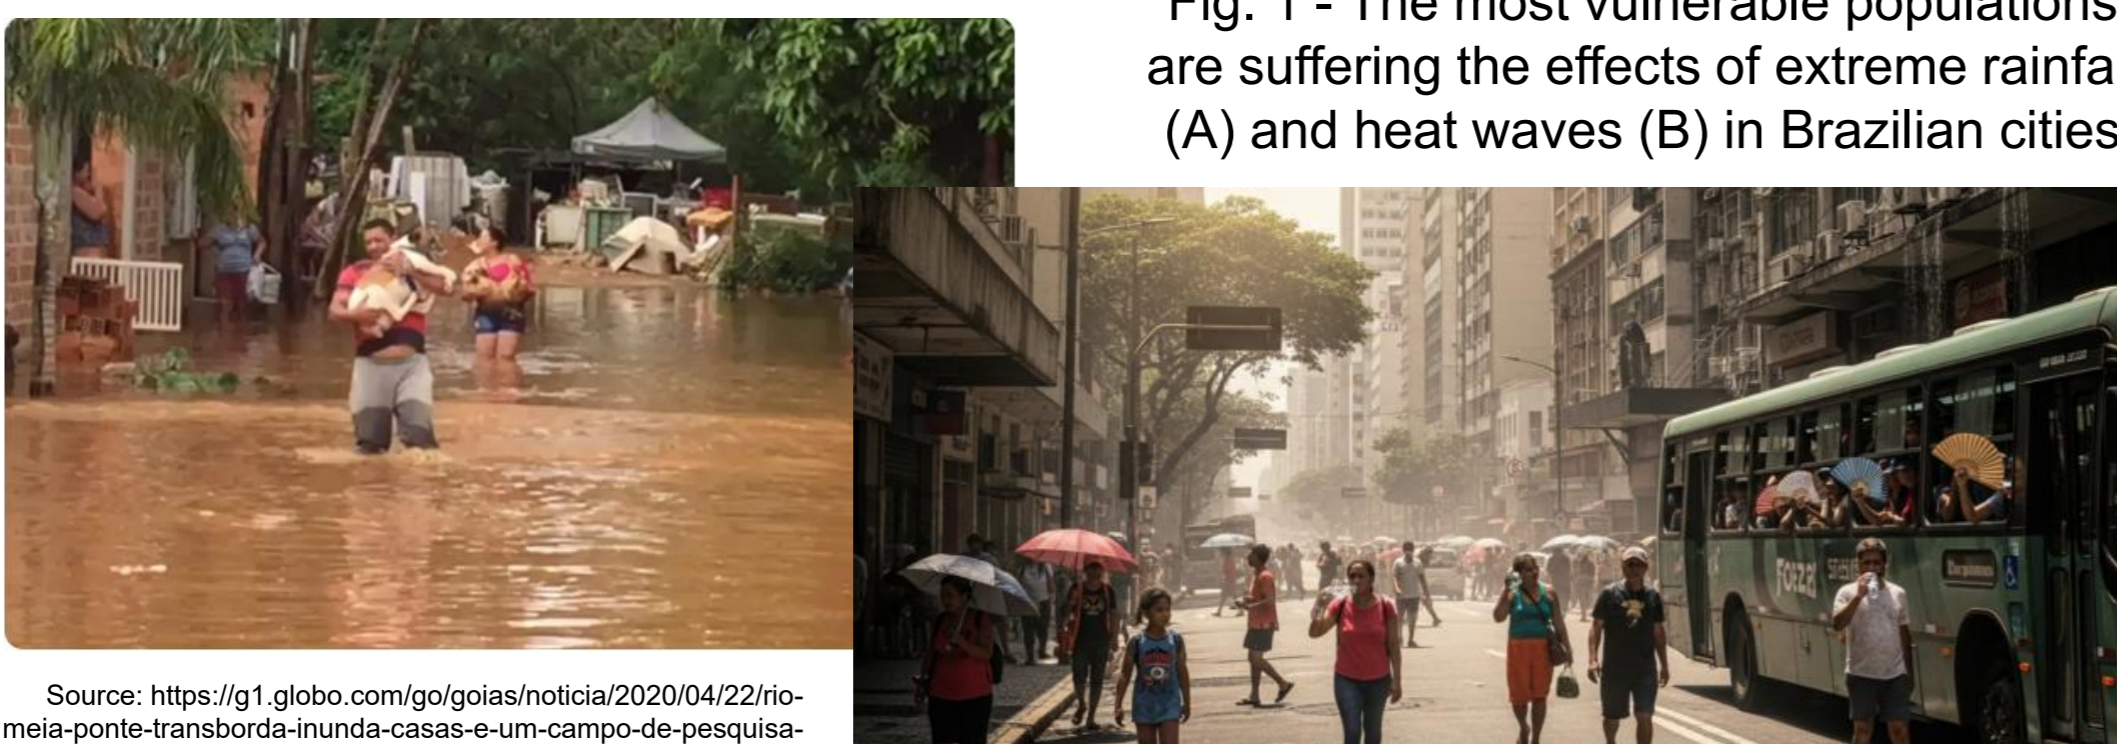 Fig. 1 - The most vulnerable populations
are suffering the effects of extreme rainfa
(A) and heat waves (B) in Brazilian cities
Source: https://g1.globo.com/go/goias/noticia/2020/04/22/rio-
meia-ponte-transborda-inunda-casas-e-um-campo-de-pesquisa-